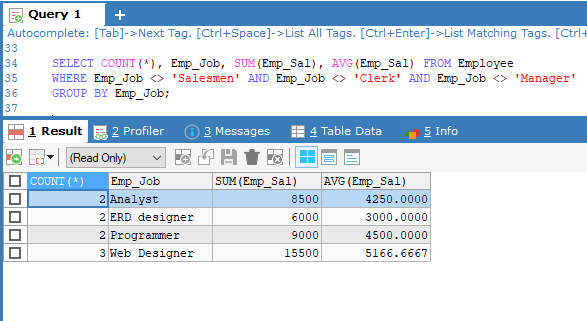 Query 1
Autocomplete: [Tab]->Next Tag. [Ctrl+Space]->List All Tags. [Ctrl+Enter]->List Matching Tags. [Ctrl+
33
34 SELECT COUNT(*), Emp_Job, SUM(Emp_Sal), AVG(Emp_Sal) FROM Employee
35 WHERE Emp_Job <> 'Salesmen' AND Emp_Job <> 'Clerk' AND Emp_Job <> 'Manager'
36 GROUP BY Emp_Job;
37
1 Result 2 Profiler 3 Messages 4 Table Data 5 Info
(Read Only)
COUNT(*) Emp_Job SUM(Emp_Sal) AVG(Emp_Sal)
2 Analyst 8500 4250.0000
2 ERD designer 6000 3000.0000
2 Programmer 9000 4500.0000
3 Web Designer 15500 5166.6667